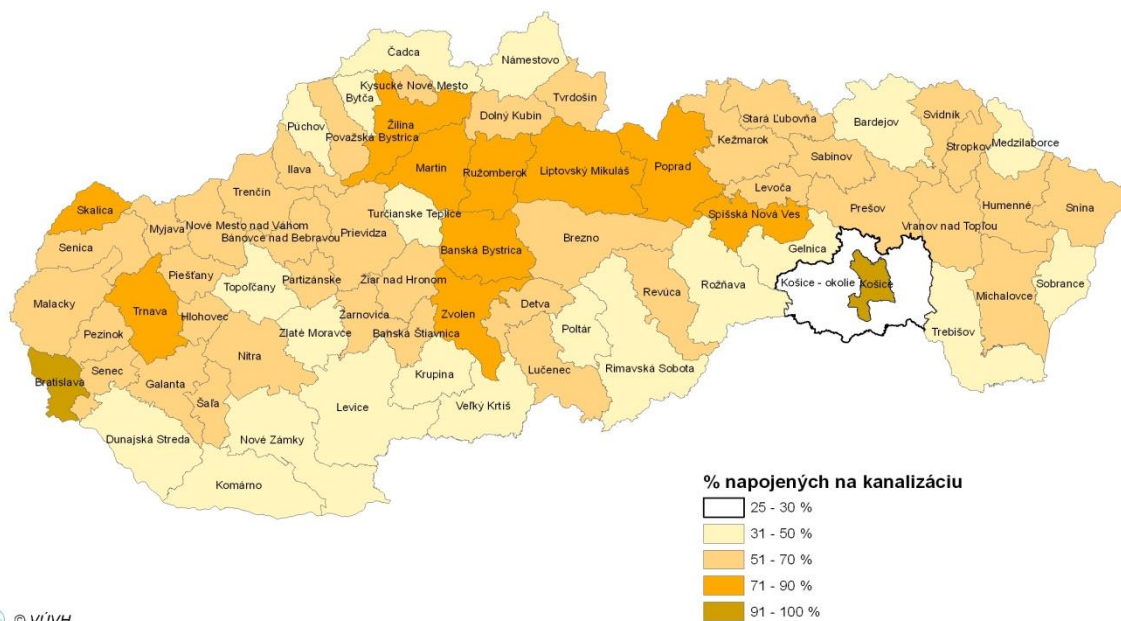 Čadca
Námestovo
Kysucké Nové Mesto
Bytča
Tvrdošín
Púchov
Žilina
Dolný Kubín
Považská Bystrica
Stará Ľubovňa
Bardejov
Svidník
Kežmarok
Stropkov
Medzilaborce
Ilava
Martin
Ružomberok
Liptovský Mikuláš
Poprad
Sabinov
Trenčín
Levoča
Skalica
Turčianske Teplice
Spišská Nová Ves
Prešov
Humenné
Snina
Myjava
Nové Mesto nad Váhom
Vranov nad Topľou
Senica
Bánovce nad Bebravou
Prievidza
Banská Bystrica
Brezno
Gelnica
Piešťany
Partizánske
Žiar nad Hronom
Topoľčany
Rožňava
Košice - okolie
Košice
Sobrance
Malacky
Trnava
Hlohovec
Žarnovica
Zvolen
Detva
Revúca
Michalovce
Pezinok
Zlaté Moravce
Banská Štiavnica
Poltár
Trebišov
Nitra
Bratislava
Senec
Galanta
Krupina
Lučenec
Rimavská Sobota
Šaľa
Levice
Veľký Krtíš
Dunajská Streda
Nové Zámky
Komárno
% napojených na kanalizáciu
25 - 30 %
31 - 50 %
51 - 70 %
71 - 90 %
91 - 100 %
© VÚVH